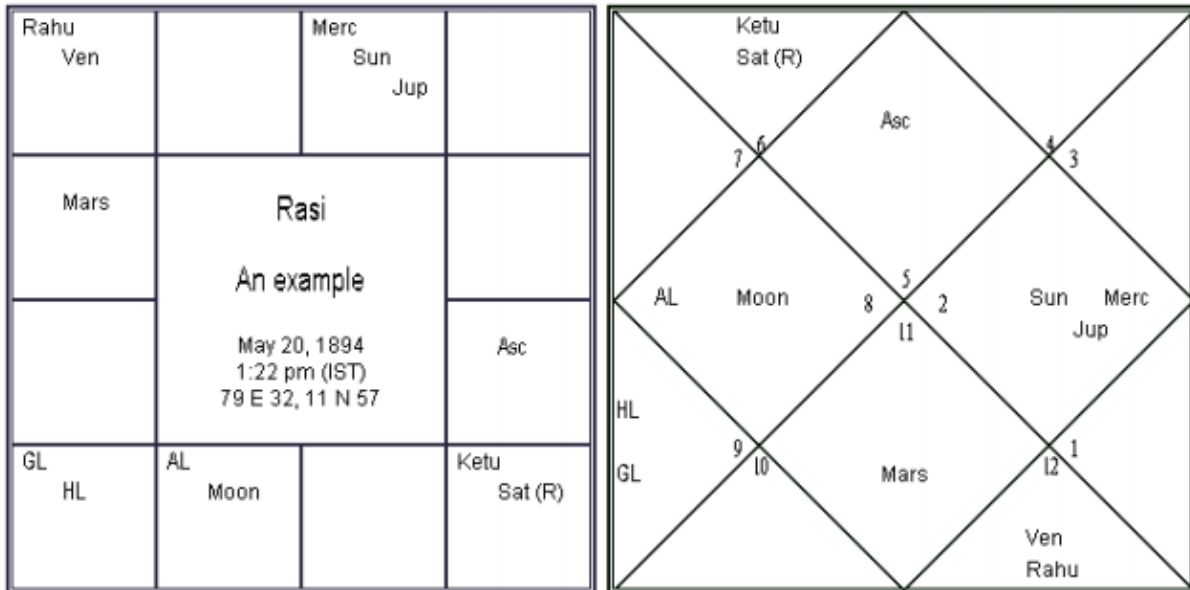 Rahu
Ven
Merc
Sun
Jup
Mars
Rasi
An example
May 20, 1894
1:22 pm (IST)
79 E 32, 11 N 57
Asc
GL
HL
AL
Moon
Ketu
Sat (R)
Ketu
Sat (R)
Asc
6
7
4
3
5
8
2
11
AL
Moon
Sun Merc
Jup
HL
GL
9
10
Mars
1
12
Ven
Rahu